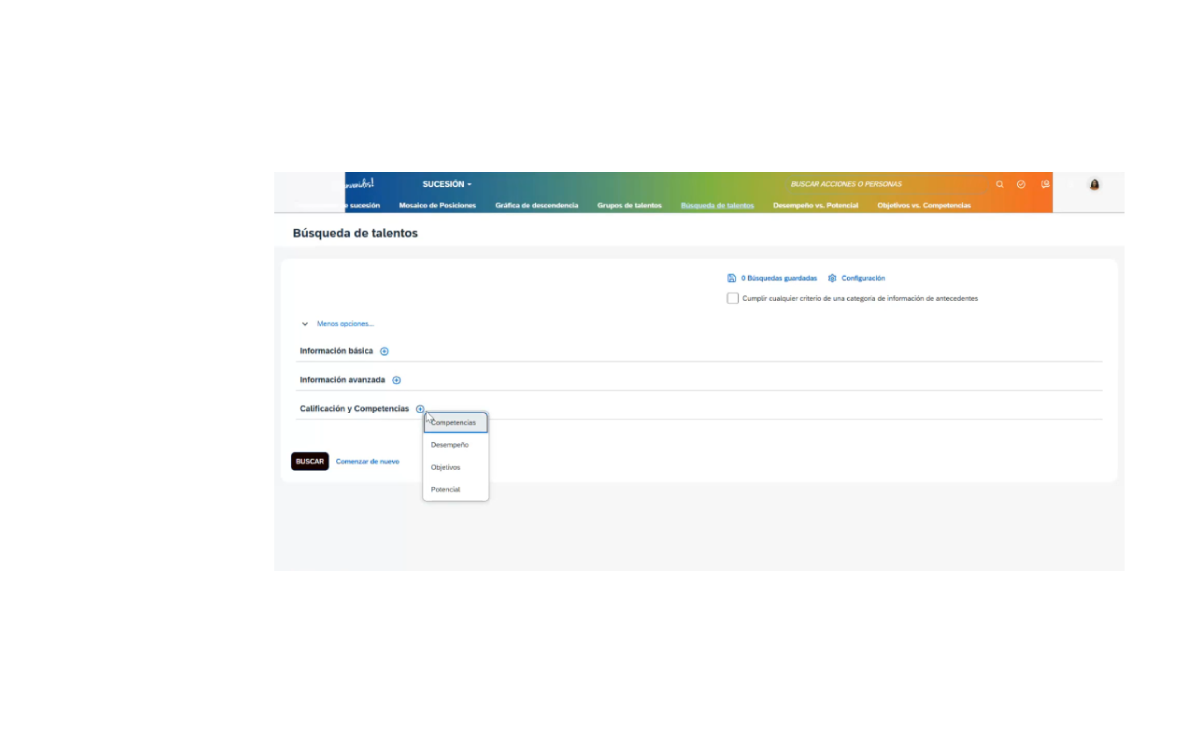 SUCESIÓN
BUSCAR ACCIONES O PERSONAS
sucesión Mosaico de Posiciones Gráfica de descendencia Grupos de talentos Búsqueda de talentos Desempeño vs. Potencial Objetivos vs. Competencias
Búsqueda de talentos
0 Búsquedas guardadas Configuración
Cumplir cualquier criterio de una categoría de información de antecedentes
Menos opciones...
Información básica
Información avanzada
Calificación y Competencias
Competencias
Desempeño
Objetivos
Potencial
BUSCAR Comenzar de nuevo